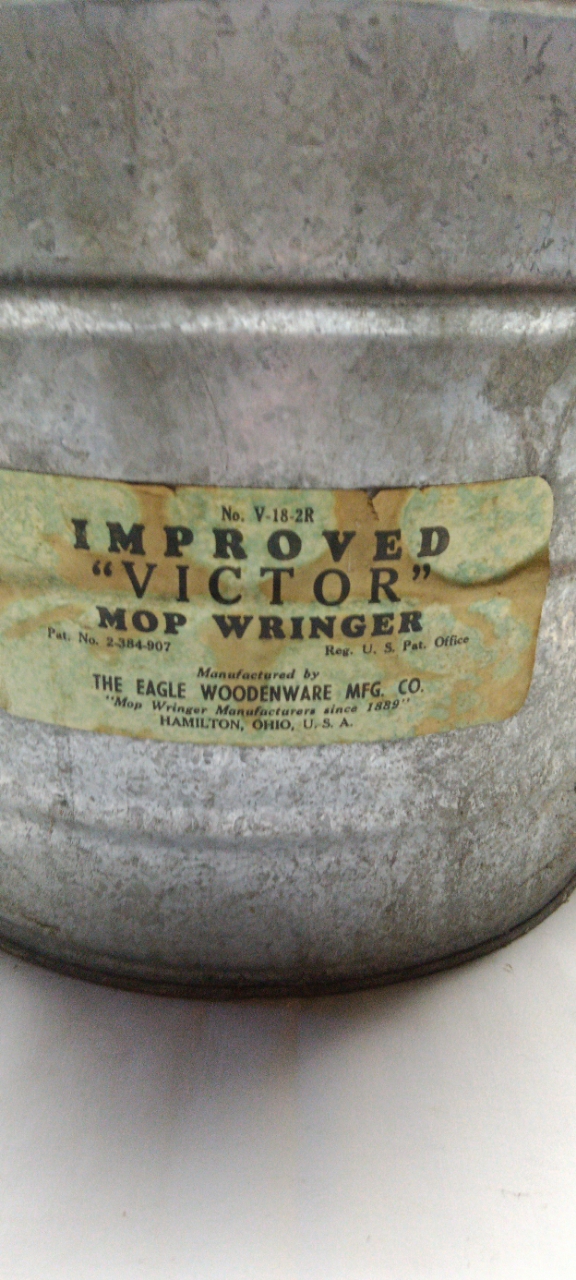 No. V-18-2R
IMPROVED
"VICTOR"
MOP WRINGER
Pat. No. 2-384-907 Reg. U. S. Pat. Office
Manufactured by
THE EAGLE WOODENWARE MFG. CO.
"Mop Wringer Manufacturers since 1889"
HAMILTON, OHIO, U. S. A.